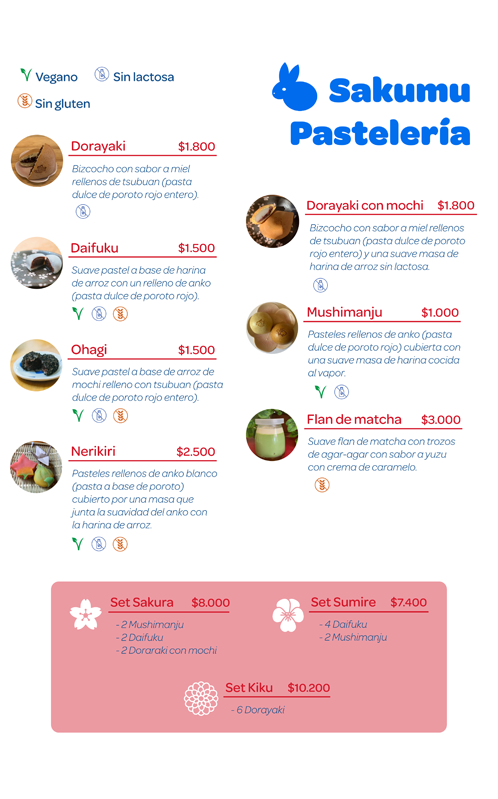 Vegano Sin lactosa
Sin gluten
Sakumu
Pastelería
Dorayaki $1.800
Bizcocho con sabor a miel
rellenos de tsubuan (pasta
dulce de poroto rojo entero).
Daifuku $1.500
Suave pastel a base de harina
de arroz con un relleno de anko
(pasta dulce de poroto rojo).
Ohagi $1.500
Suave pastel a base de arroz de
mochi relleno con tsubuan (pasta
dulce de poroto rojo entero).
Nerikiri $2.500
Pasteles rellenos de anko blanco
(pasta a base de poroto)
cubierto por una masa que
junta la suavidad del anko con
la harina de arroz.
Dorayaki con mochi $1.800
Bizcocho con sabor a miel rellenos
de tsubuan (pasta dulce de poroto
rojo entero) y una suave masa de
harina de arroz sin lactosa.
Mushimanju $1.000
Pasteles rellenos de anko (pasta
dulce de poroto rojo) cubierta con
una suave masa de harina cocida
al vapor.
Flan de matcha $3.000
Suave flan de matcha con trozos
de agar-agar con sabor a yuzu
con crema de caramelo.
Set Sakura $8.000
- 2 Mushimanju
- 2 Daifuku
- 2 Doraraki con mochi
Set Sumire $7.400
- 4 Daifuku
- 2 Mushimanju
Set Kiku $10.200
- 6 Dorayaki